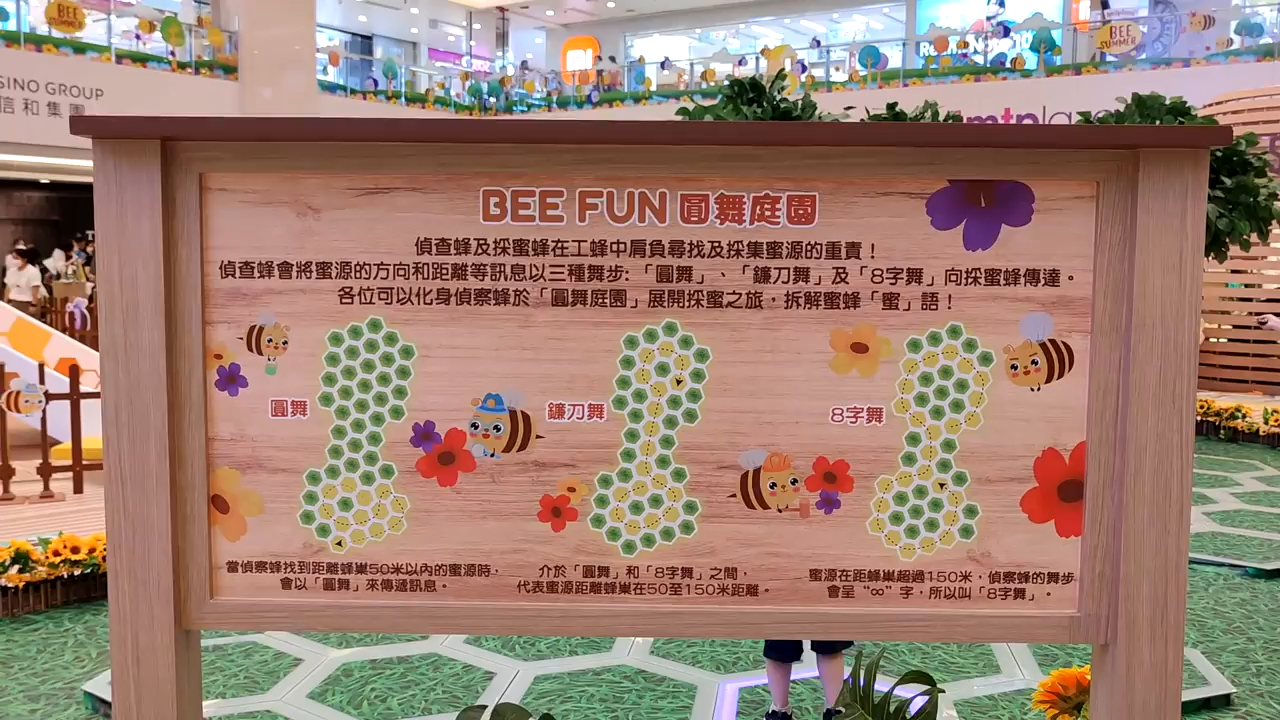 BEE SUMMER
SINO GROUP
信和集團
BEE SUMMER
BEE FUN 圓舞庭園
偵查蜂及採蜜蜂在工蜂中肩負尋找及採集蜜源的重責！
偵查蜂會將蜜源的方向和距離等訊息以三種舞步:「圓舞」、「鐮刀舞」及「8字舞」向採蜜蜂傳達。
各位可以化身偵察蜂於「圓舞庭園」展開採蜜之旅，拆解蜜蜂「蜜」語！
圓舞
鐮刀舞
8字舞
當偵察蜂找到距離蜂巢50米以內的蜜源時，
會以「圓舞」來傳遞訊息。
介於「圓舞」和「8字舞」之間，
代表蜜源距離蜂巢在50至150米距離。
蜜源在距蜂巢超過150米，偵察蜂的舞步
會呈“∞”字，所以叫「8字舞」。